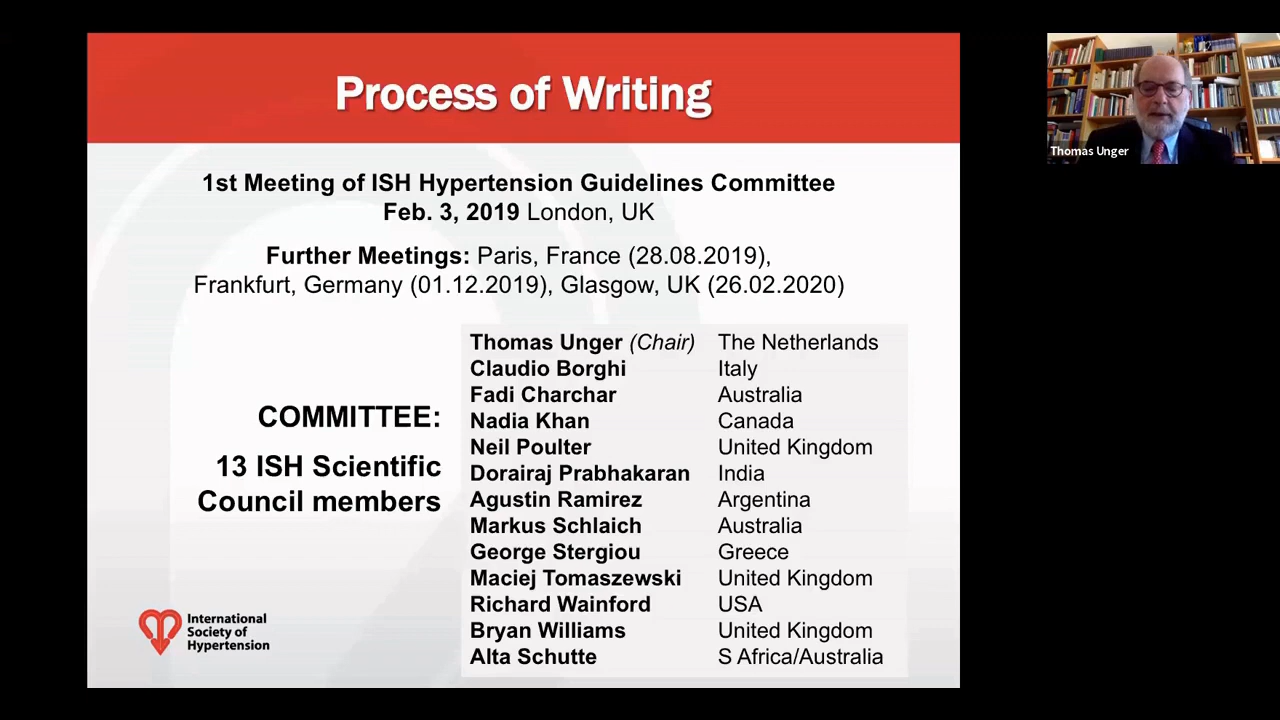 Process of Writing
1st Meeting of ISH Hypertension Guidelines Committee
Feb. 3, 2019 London, UK
Further Meetings: Paris, France (28.08.2019),
Frankfurt, Germany (01.12.2019), Glasgow, UK (26.02.2020)
COMMITTEE:
13 ISH Scientific
Council members
Thomas Unger (Chair) The Netherlands
Claudio Borghi Italy
Fadi Charchar Australia
Nadia Khan Canada
Neil Poulter United Kingdom
Dorairaj Prabhakaran India
Agustin Ramirez Argentina
Markus Schlaich Australia
George Stergiou Greece
Maciej Tomaszewski United Kingdom
Richard Wainford USA
Bryan Williams United Kingdom
Alta Schutte S Africa/Australia
International
Society of
Hypertension
Thomas Unger